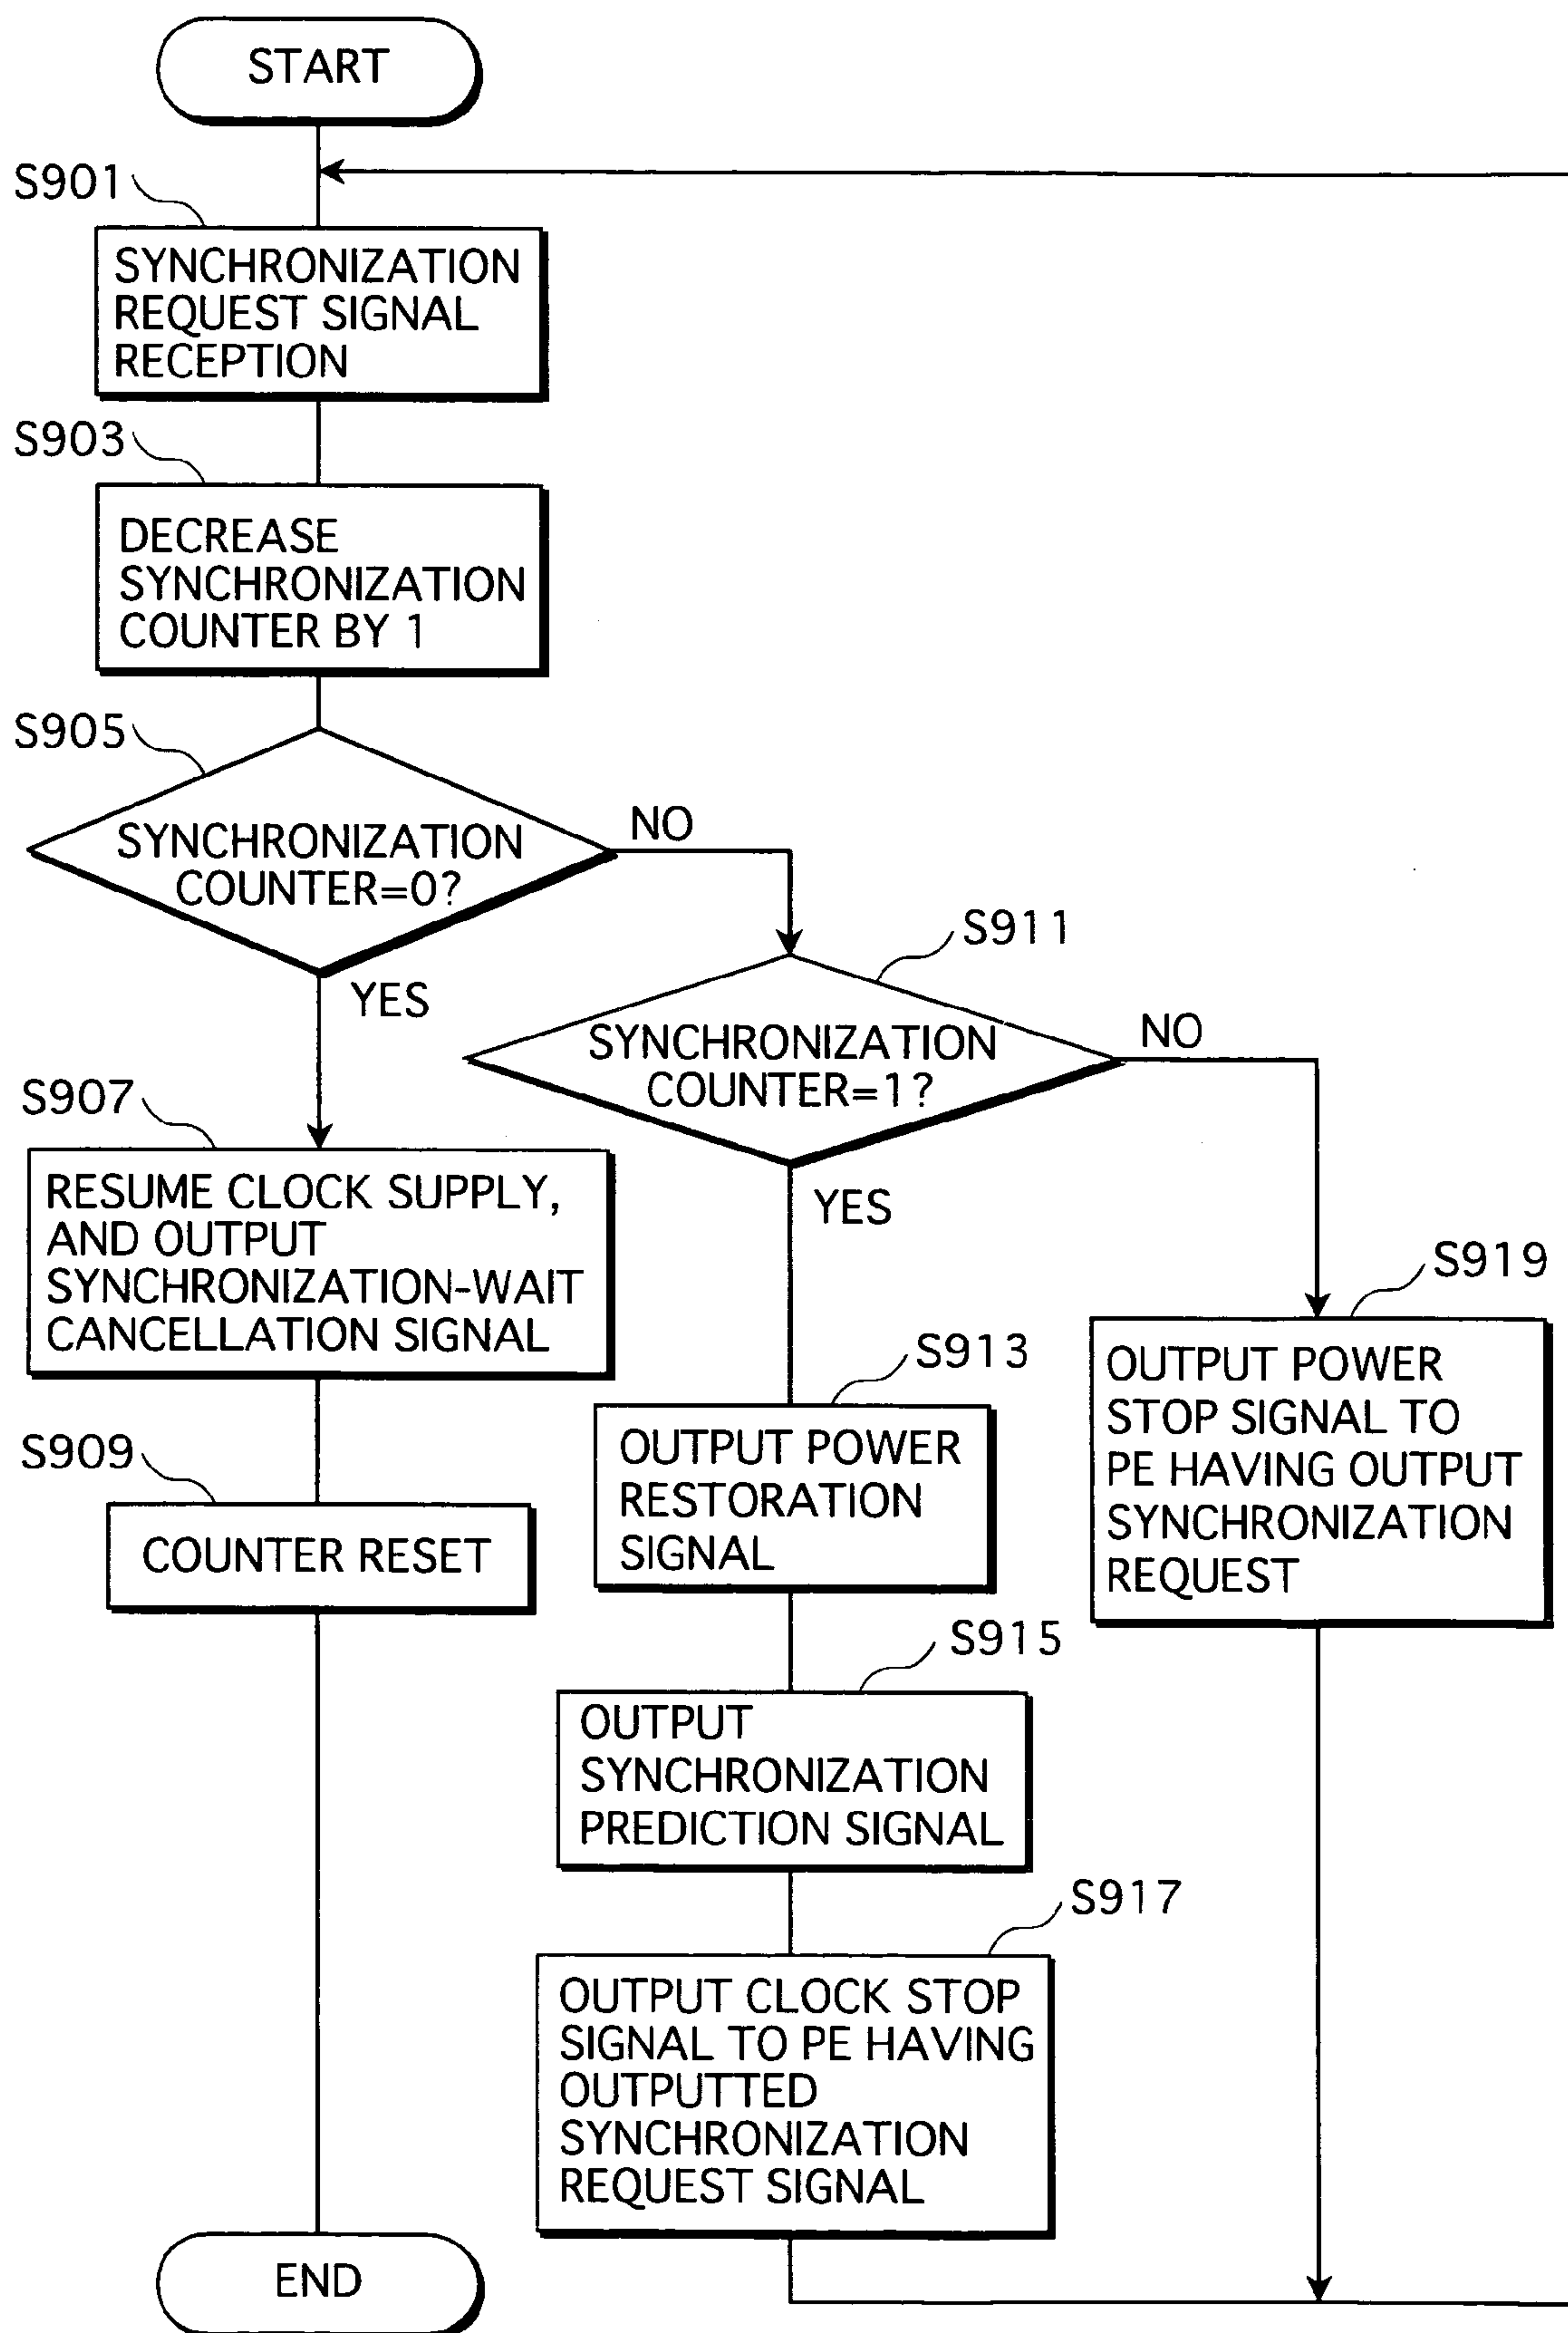 START
S901
SYNCHRONIZATION
REQUEST SIGNAL
RECEPTION
S903
DECREASE
SYNCHRONIZATION
COUNTER BY 1
S905
SYNCHRONIZATION
COUNTER=0?
NO
YES
S911
SYNCHRONIZATION
COUNTER=1?
NO
YES
S907
RESUME CLOCK SUPPLY,
AND OUTPUT
SYNCHRONIZATION-WAIT
CANCELLATION SIGNAL
S909
COUNTER RESET
S913
OUTPUT POWER
RESTORATION
SIGNAL
S915
OUTPUT
SYNCHRONIZATION
PREDICTION SIGNAL
S917
OUTPUT CLOCK STOP
SIGNAL TO PE HAVING
OUTPUTTED
SYNCHRONIZATION
REQUEST SIGNAL
S919
OUTPUT POWER
STOP SIGNAL TO
PE HAVING OUTPUT
SYNCHRONIZATION
REQUEST
END